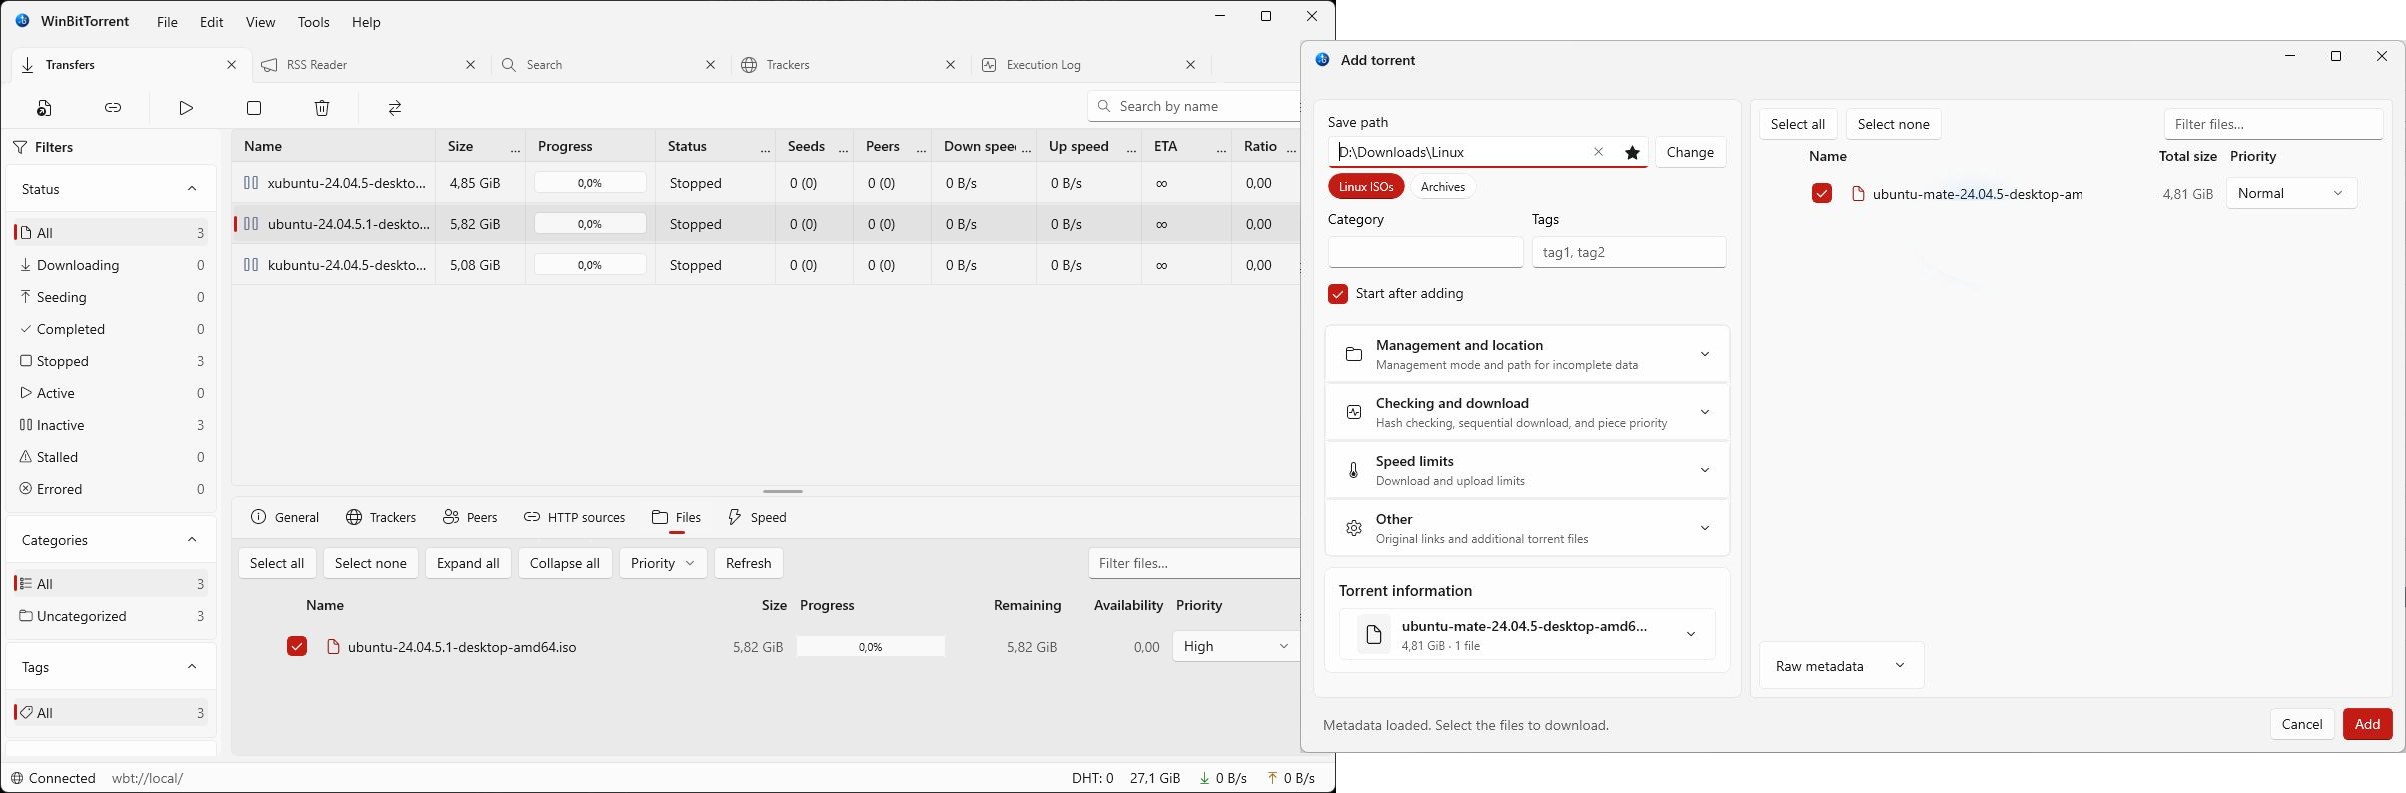 WinBitTorrent File Edit View Tools Help
Transfers RSS Reader Search Trackers Execution Log
Search by name
Filters
Status
All 3
Downloading 0
Seeding 0
Completed 0
Stopped 3
Active 0
Inactive 3
Stalled 0
Errored 0
Categories
All 3
Uncategorized 3
Tags
All 3
Name Size ... Progress Status ... Seeds ... Peers ... Down spee ... Up speed ... ETA ... Ratio ...
xubuntu-24.04.5-deskto... 4,85 GiB 0,0% Stopped 0 (0) 0 (0) 0 B/s 0 B/s ∞ 0,00
ubuntu-24.04.5.1-deskto... 5,82 GiB 0,0% Stopped 0 (0) 0 (0) 0 B/s 0 B/s ∞ 0,00
kubuntu-24.04.5-deskto... 5,08 GiB 0,0% Stopped 0 (0) 0 (0) 0 B/s 0 B/s ∞ 0,00
General Trackers Peers HTTP sources Files Speed
Select all Select none Expand all Collapse all Priority Refresh Filter files...
Name Size Progress Remaining Availability Priority
ubuntu-24.04.5.1-desktop-amd64.iso 5,82 GiB 0,0% 5,82 GiB 0,00 High
Connected wbt://local/ DHT: 0 27,1 GiB 0 B/s 0 B/s
Add torrent
Save path
D:\Downloads\Linux Change
Linux ISOs Archives
Category Tags
tag1, tag2
Start after adding
Management and location
Management mode and path for incomplete data
Checking and download
Hash checking, sequential download, and piece priority
Speed limits
Download and upload limits
Other
Original links and additional torrent files
Torrent information
ubuntu-mate-24.04.5-desktop-amd6...
4,81 GiB · 1 file
Select all Select none Filter files...
Name Total size Priority
ubuntu-mate-24.04.5-desktop-am 4,81 GiB Normal
Raw metadata
Metadata loaded. Select the files to download.
Cancel Add